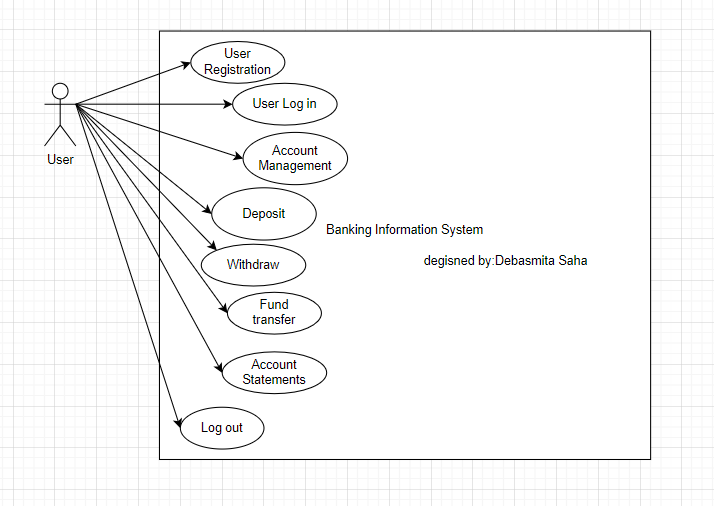 User
Registration
User Log in
User
Account
Management
Deposit
Banking Information System
degisned by:Debasmita Saha
Withdraw
Fund
transfer
Account
Statements
Log out